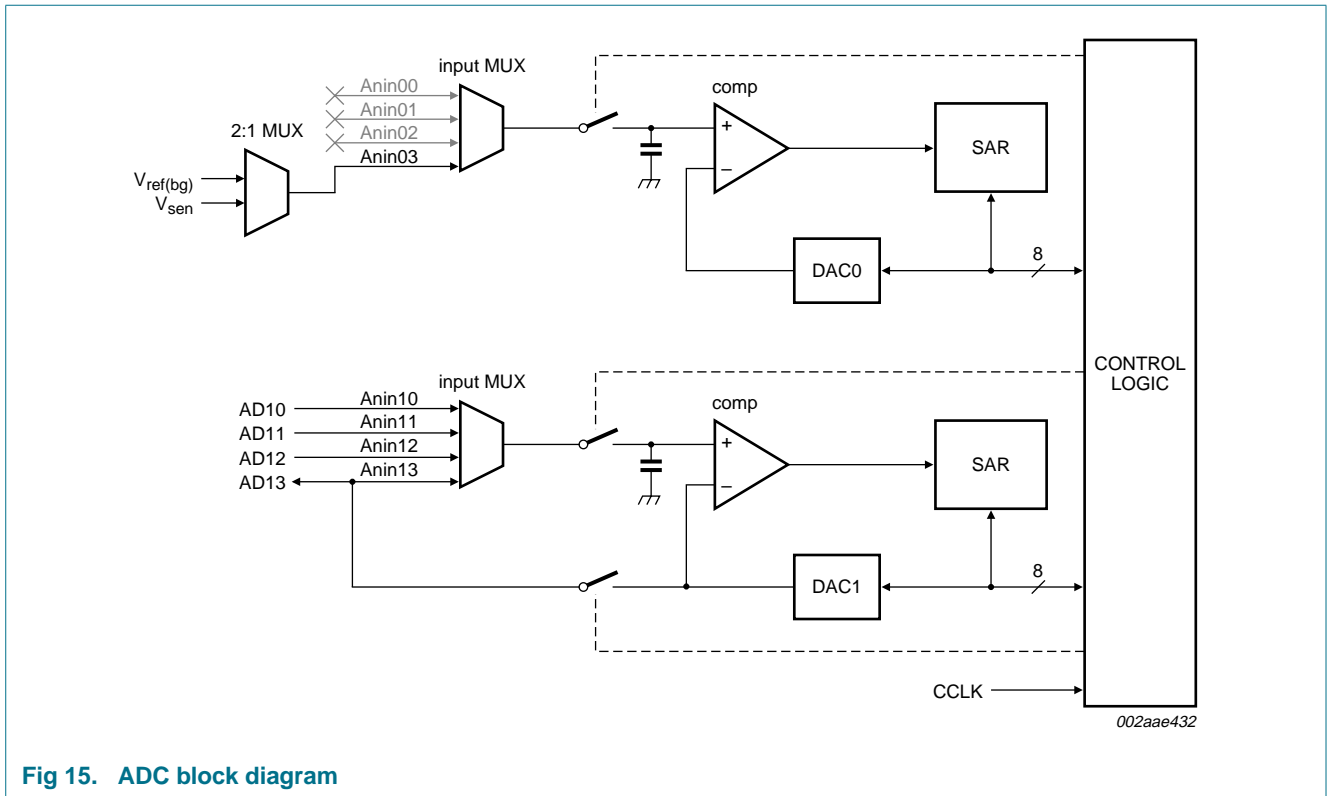 input MUX
Anin00
Anin01
Anin02
Anin03
2:1 MUX
Vref(bg)
Vsen
comp
+
–
SAR
DAC0
8
CONTROL
LOGIC
input MUX
AD10
Anin10
AD11
Anin11
AD12
Anin12
AD13
Anin13
comp
+
–
SAR
DAC1
8
CCLK
002aae432
Fig 15. ADC block diagram